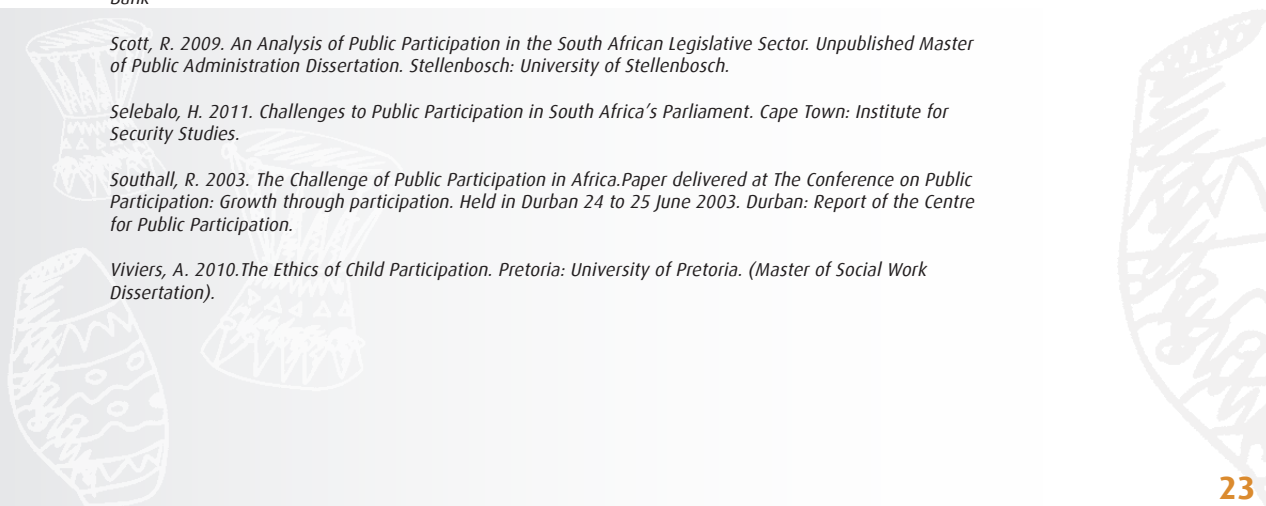 Bank
Scott, R. 2009. An Analysis of Public Participation in the South African Legislative Sector. Unpublished Master
of Public Administration Dissertation. Stellenbosch: University of Stellenbosch.
Selebalo, H. 2011. Challenges to Public Participation in South Africa's Parliament. Cape Town: Institute for
Security Studies.
Southall, R. 2003. The Challenge of Public Participation in Africa.Paper delivered at The Conference on Public
Participation: Growth through participation. Held in Durban 24 to 25 June 2003. Durban: Report of the Centre
for Public Participation.
Viviers, A. 2010.The Ethics of Child Participation. Pretoria: University of Pretoria. (Master of Social Work
Dissertation).
23